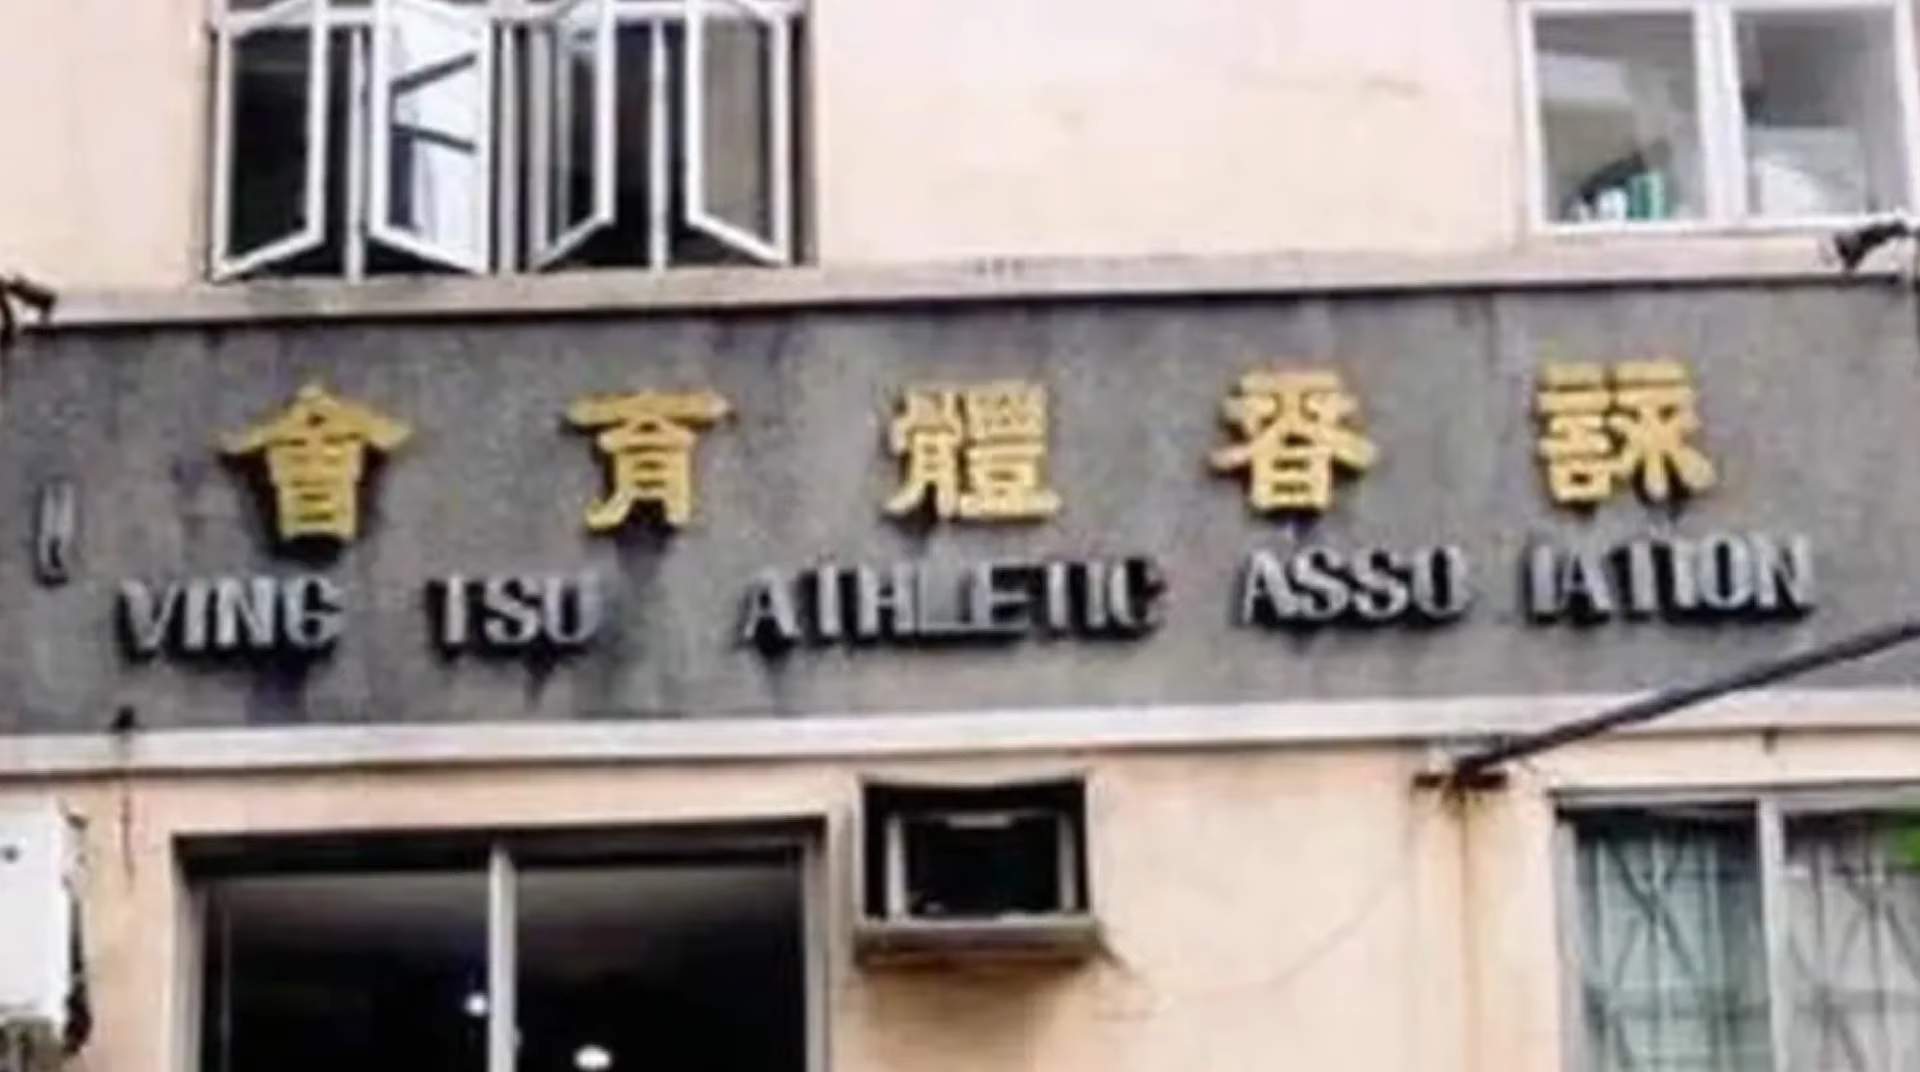 詠春體育會
VING TSU ATHLETIC ASSO IATION